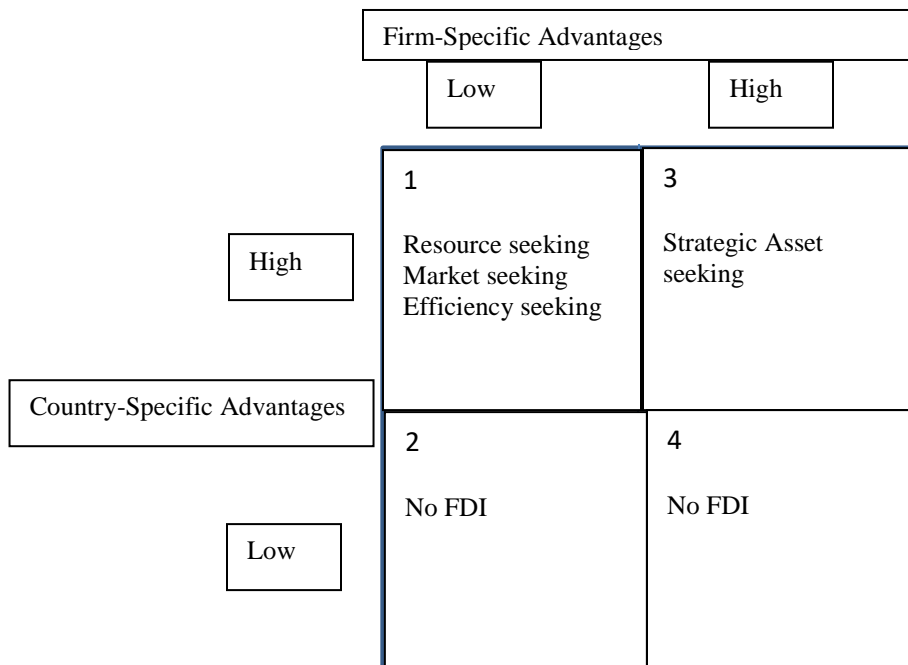 Firm-Specific Advantages
Low
High
1
3
High
Resource seeking
Market seeking
Efficiency seeking
Strategic Asset
seeking
Country-Specific Advantages
2
4
No FDI
No FDI
Low